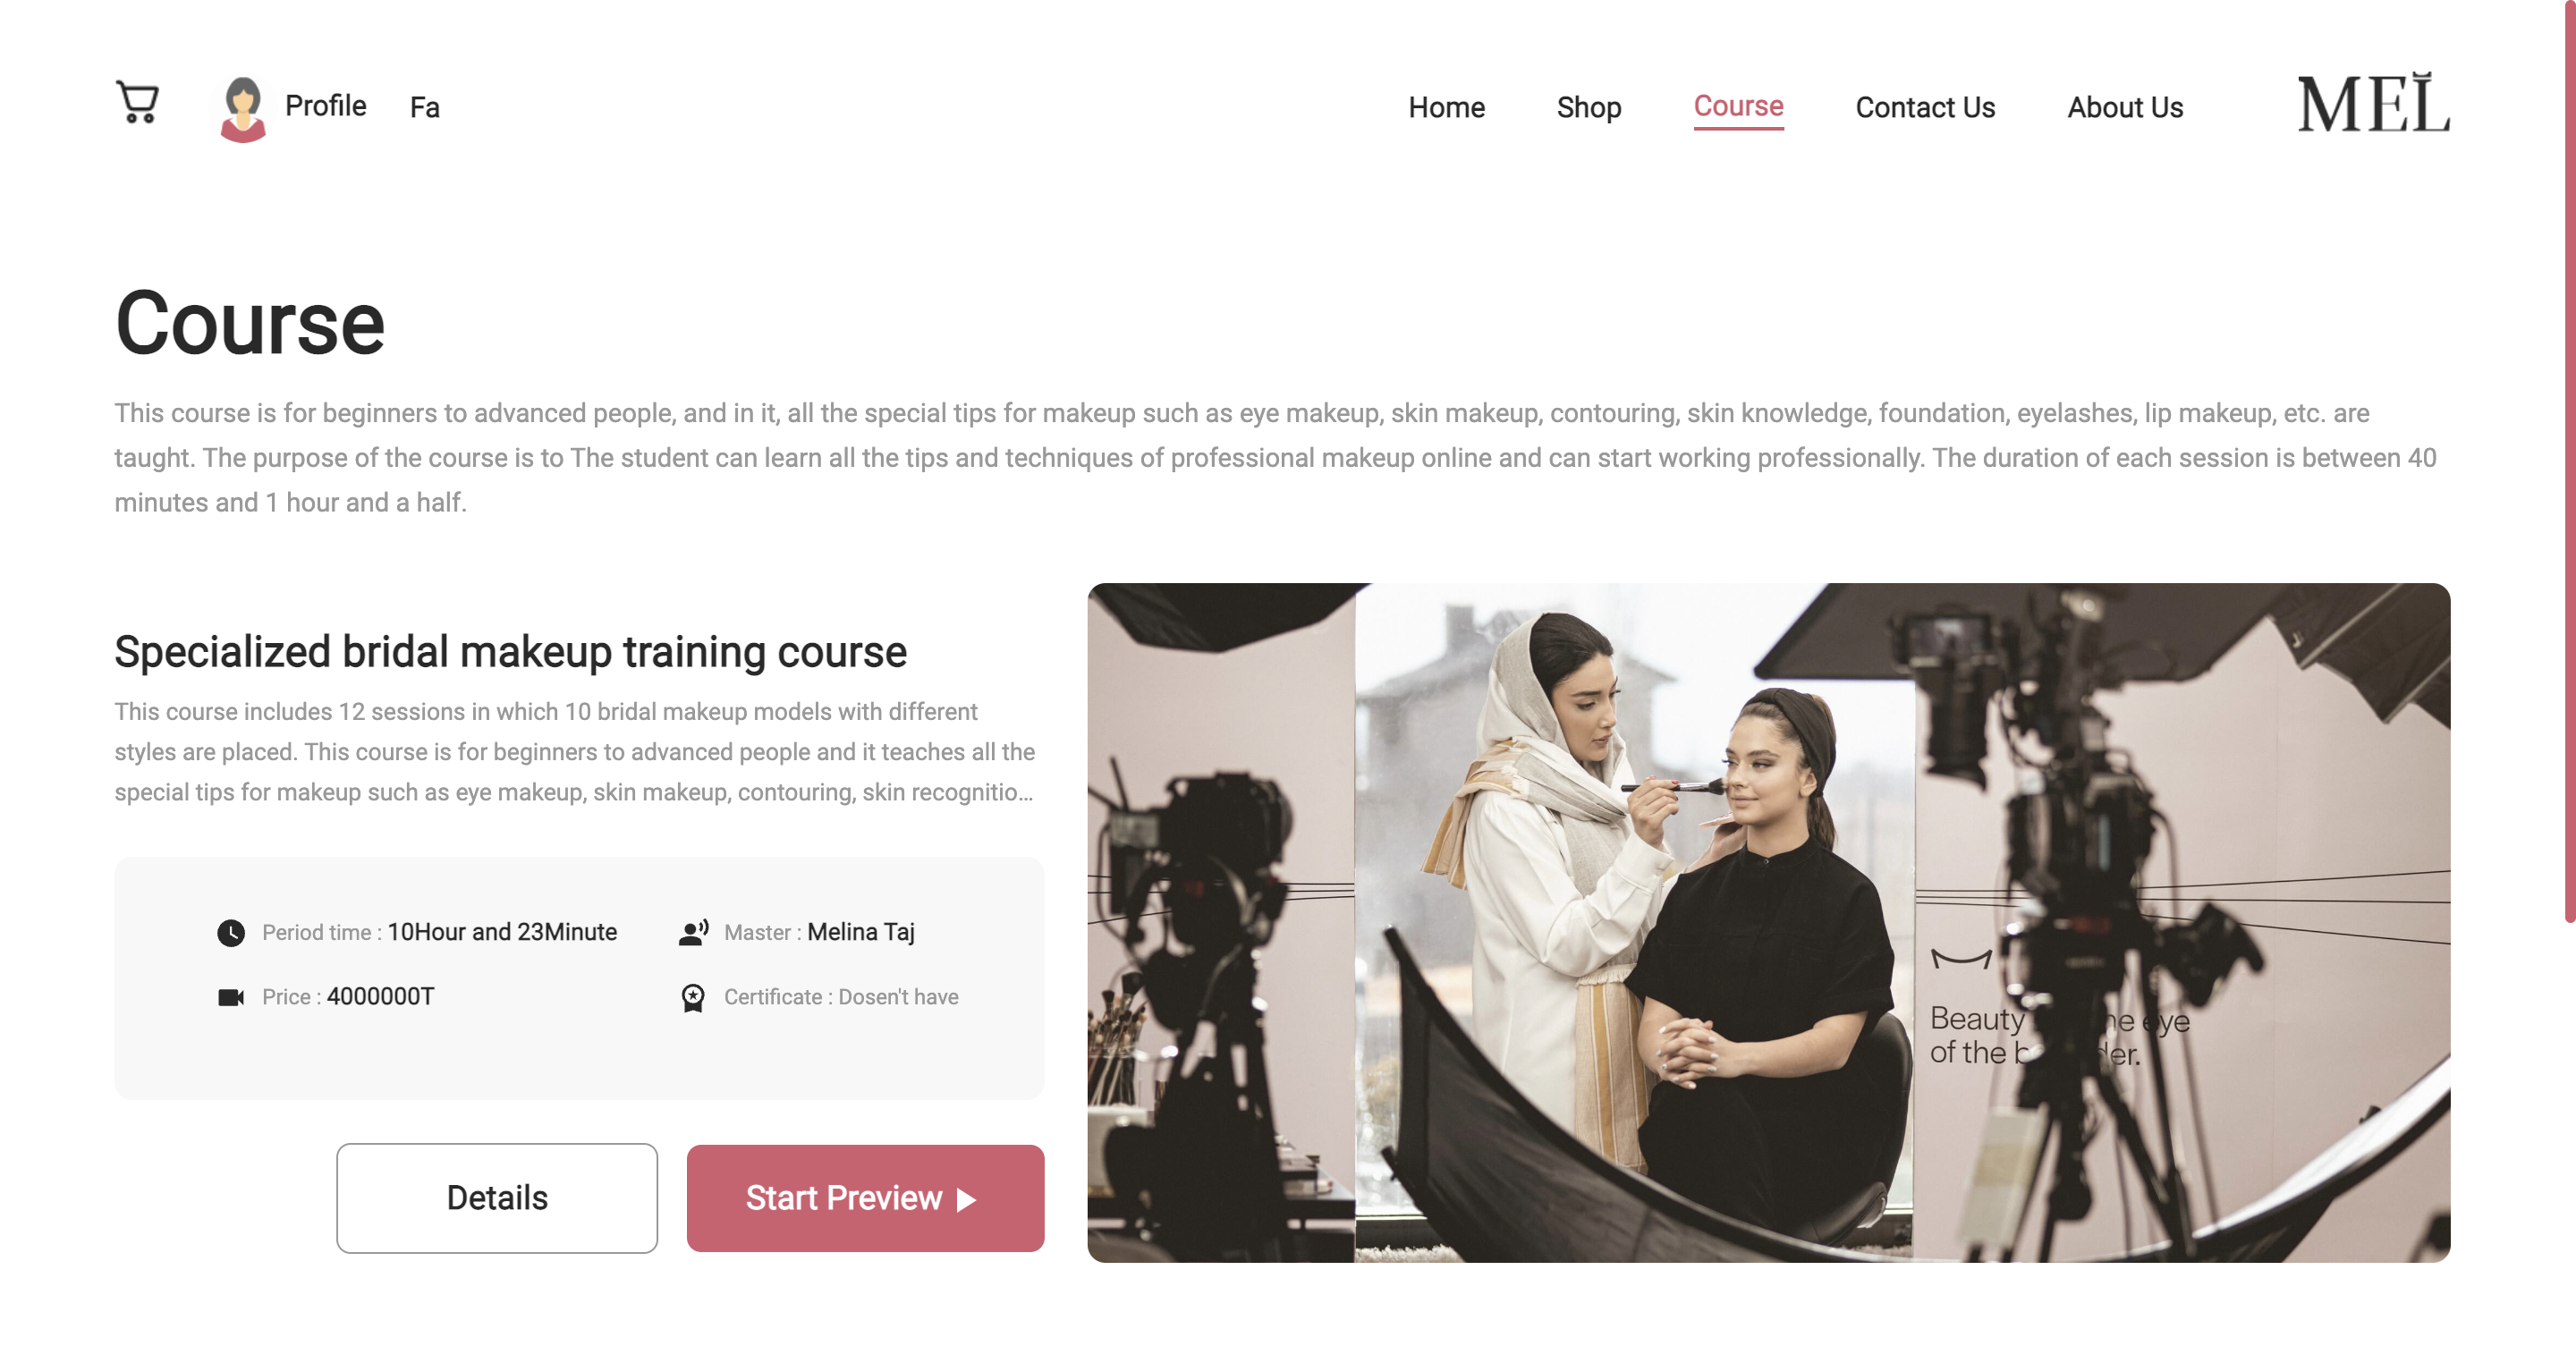 Profile
Fa
Home
Shop
Course
Contact Us
About Us
MEL
Course
This course is for beginners to advanced people, and in it, all the special tips for makeup such as eye makeup, skin makeup, contouring, skin knowledge, foundation, eyelashes, lip makeup, etc. are
taught. The purpose of the course is to The student can learn all the tips and techniques of professional makeup online and can start working professionally. The duration of each session is between 40
minutes and 1 hour and a half.
Specialized bridal makeup training course
This course includes 12 sessions in which 10 bridal makeup models with different
styles are placed. This course is for beginners to advanced people and it teaches all the
special tips for makeup such as eye makeup, skin makeup, contouring, skin recognitio...
Period time : 10Hour and 23Minute
Master : Melina Taj
Price : 4000000T
Certificate : Dosen't have
Details
Start Preview
Beauty eye
of the